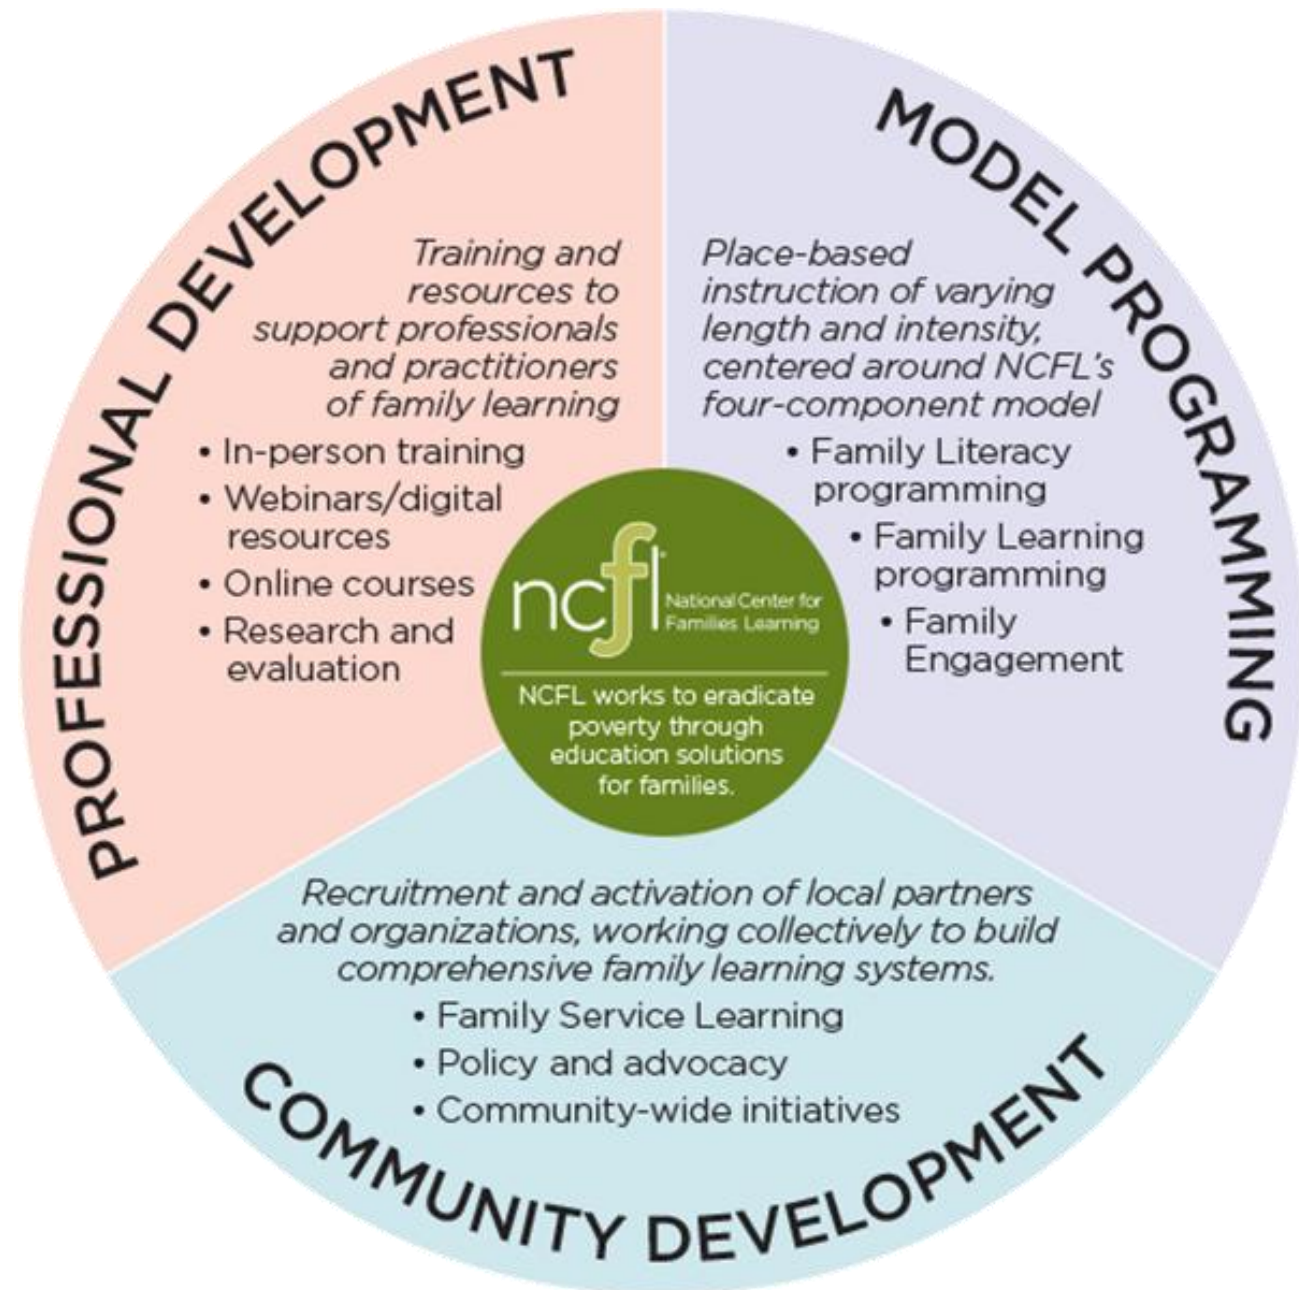 PROFESSIONAL DEVELOPMENT
Training and
resources to
support professionals
and practitioners
of family learning
• In-person training
• Webinars/digital
resources
• Online courses
• Research and
evaluation
MODEL PROGRAMMING
Place-based
instruction of varying
length and intensity,
centered around NCFL's
four-component model
• Family Literacy
programming
• Family Learning
programming
• Family
Engagement
ncfl
National Center for
Families Learning
NCFL works to eradicate
poverty through
education solutions
for families.
Recruitment and activation of local partners
and organizations, working collectively to build
comprehensive family learning systems.
• Family Service Learning
• Policy and advocacy
• Community-wide initiatives
COMMUNITY DEVELOPMENT